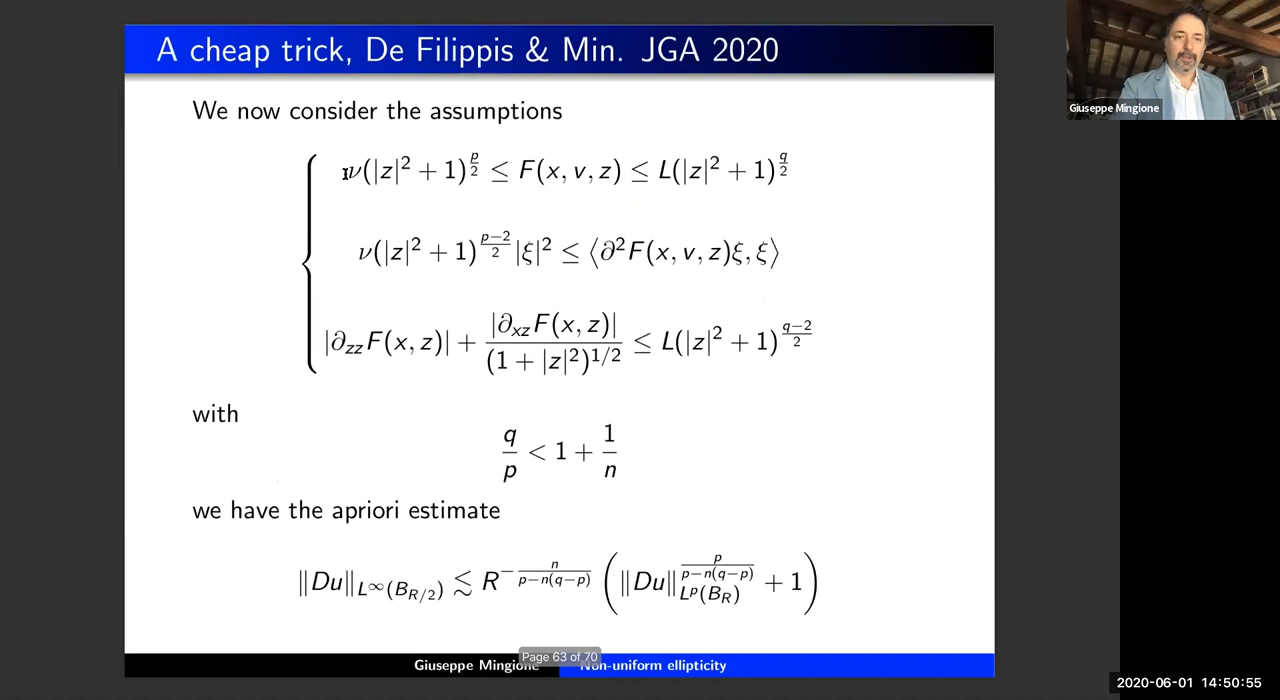 A cheap trick, De Filippis & Min. JGA 2020
Giuseppe Mingione
We now consider the assumptions
ν(|z|² + 1)^{p/2} ≤ F(x, v, z) ≤ L(|z|² + 1)^{q/2}
ν(|z|² + 1)^{(p−2)/2}|ξ|² ≤ ⟨∂²F(x, v, z)ξ, ξ⟩
|∂_{zz}F(x, z)| + |∂_{xz}F(x, z)| / (1 + |z|²)^{1/2} ≤ L(|z|² + 1)^{(q−2)/2}
with
q/p < 1 + 1/n
we have the apriori estimate
‖Du‖_{L^∞(B_{R/2})} ≲ R^{−n/(p−n(q−p))} (‖Du‖_{L^p(B_R)}^{p/(p−n(q−p))} + 1)
Page 63 of 70
Giuseppe Mingione Non-uniform ellipticity
2020-06-01 14:50:55